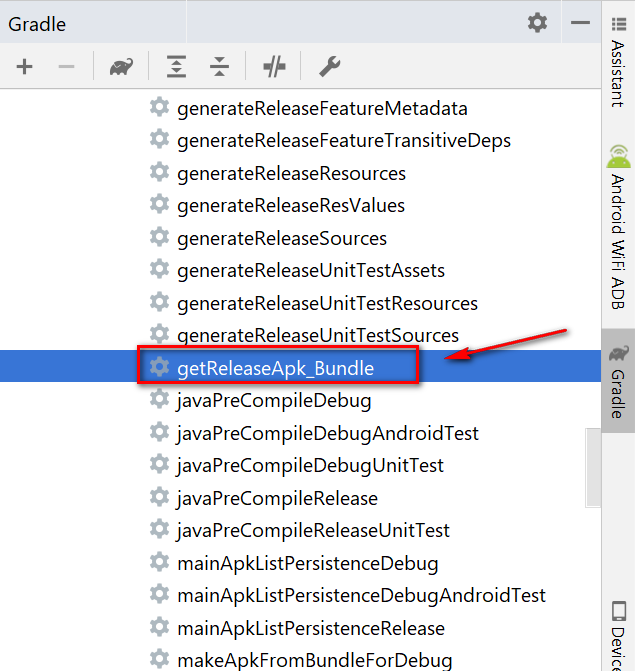 Gradle
generateReleaseFeatureMetadata
generateReleaseFeatureTransitiveDeps
generateReleaseResources
generateReleaseResValues
generateReleaseSources
generateReleaseUnitTestAssets
generateReleaseUnitTestResources
generateReleaseUnitTestSources
getReleaseApk_Bundle
javaPreCompileDebug
javaPreCompileDebugAndroidTest
javaPreCompileDebugUnitTest
javaPreCompileRelease
javaPreCompileReleaseUnitTest
mainApkListPersistenceDebug
mainApkListPersistenceDebugAndroidTest
mainApkListPersistenceRelease
makeApkFromBundleForDebug
Assistant
Android WiFi ADB
Gradle
Device